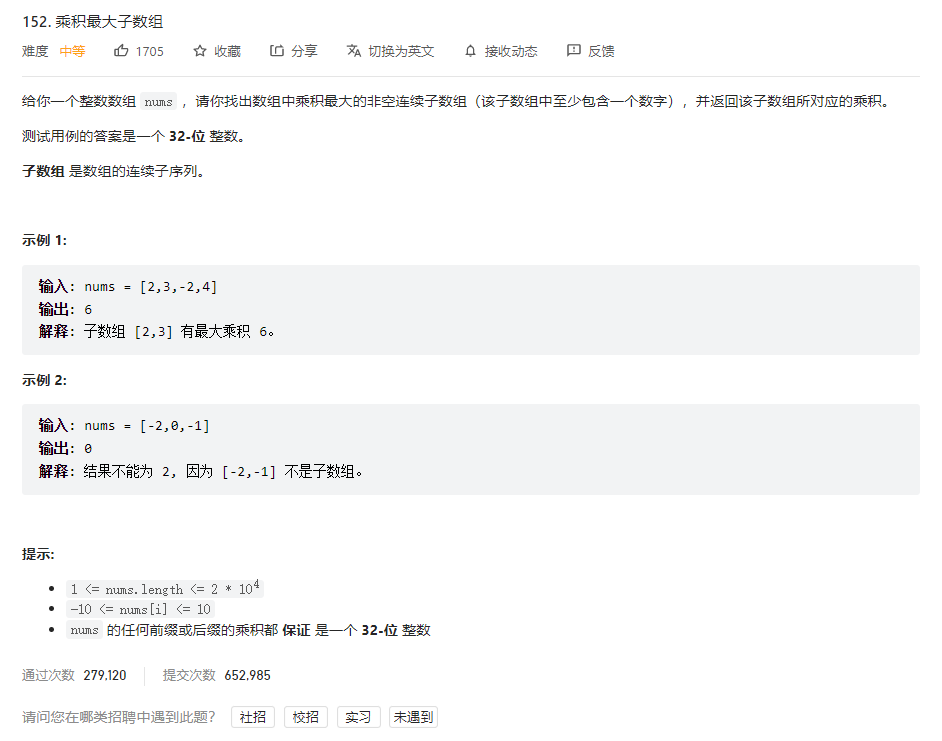 152. 乘积最大子数组
难度 中等 1705 收藏 分享 切换为英文 接收动态 反馈
给你一个整数数组 nums ，请你找出数组中乘积最大的非空连续子数组（该子数组中至少包含一个数字），并返回该子数组所对应的乘积。
测试用例的答案是一个 32-位 整数。
子数组 是数组的连续子序列。
示例 1:
输入: nums = [2,3,-2,4]
输出: 6
解释: 子数组 [2,3] 有最大乘积 6。
示例 2:
输入: nums = [-2,0,-1]
输出: 0
解释: 结果不能为 2, 因为 [-2,-1] 不是子数组。
提示:
1 <= nums.length <= 2 * 10⁴
-10 <= nums[i] <= 10
nums 的任何前缀或后缀的乘积都 保证 是一个 32-位 整数
通过次数 279,120 提交次数 652,985
请问您在哪类招聘中遇到此题？ 社招 校招 实习 未遇到